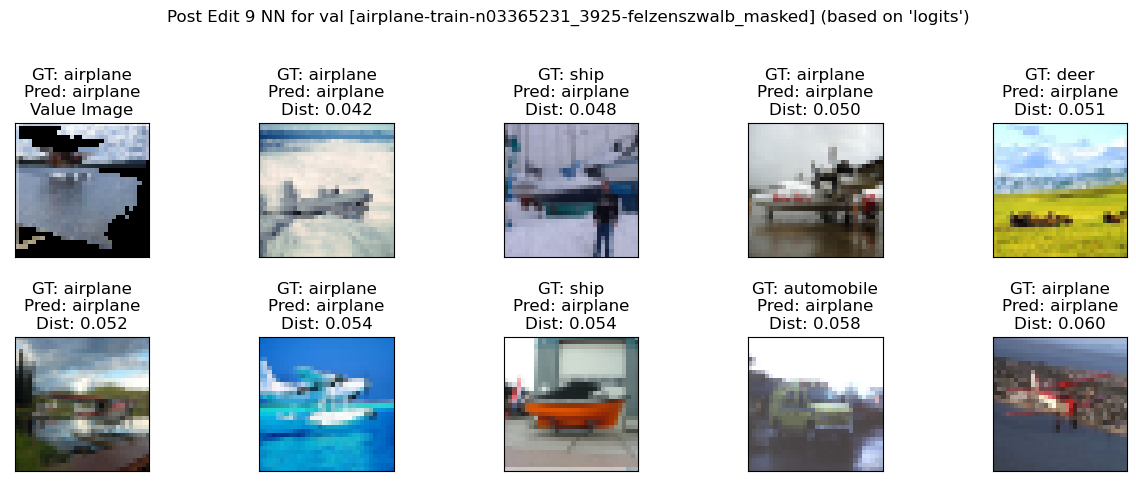 Post Edit 9 NN for val [airplane-train-n03365231_3925-felzenszwalb_masked] (based on 'logits')
GT: airplane
Pred: airplane
Value Image
GT: airplane
Pred: airplane
Dist: 0.042
GT: ship
Pred: airplane
Dist: 0.048
GT: airplane
Pred: airplane
Dist: 0.050
GT: deer
Pred: airplane
Dist: 0.051
GT: airplane
Pred: airplane
Dist: 0.052
GT: airplane
Pred: airplane
Dist: 0.054
GT: ship
Pred: airplane
Dist: 0.054
GT: automobile
Pred: airplane
Dist: 0.058
GT: airplane
Pred: airplane
Dist: 0.060